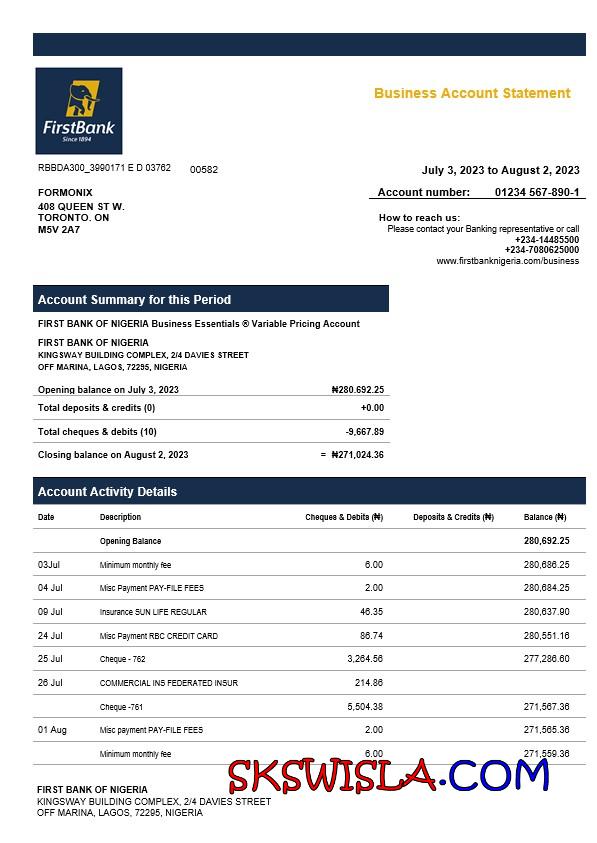 FirstBank
Since 1894
Business Account Statement
RBBDA300_3990171 E D 03762 00582
July 3, 2023 to August 2, 2023
Account number: 01234 567-890-1
FORMONIX
408 QUEEN ST W.
TORONTO. ON
M5V 2A7
How to reach us:
Please contact your Banking representative or call
+234-14485500
+234-7080625000
www.firstbanknigeria.com/business
Account Summary for this Period
FIRST BANK OF NIGERIA Business Essentials ® Variable Pricing Account
FIRST BANK OF NIGERIA
KINGSWAY BUILDING COMPLEX, 2/4 DAVIES STREET
OFF MARINA, LAGOS, 72295, NIGERIA
Opening balance on July 3, 2023 ₦280.692.25
Total deposits & credits (0) +0.00
Total cheques & debits (10) -9,667.89
Closing balance on August 2, 2023 = ₦271,024.36
Account Activity Details
Date Description Cheques & Debits (₦) Deposits & Credits (₦) Balance (₦)
Opening Balance 280,692.25
03Jul Minimum monthly fee 6.00 280,686.25
04 Jul Misc Payment PAY-FILE FEES 2.00 280,684.25
09 Jul Insurance SUN LIFE REGULAR 46.35 280,637.90
24 Jul Misc Payment RBC CREDIT CARD 86.74 280,551.16
25 Jul Cheque - 762 3,264.56 277,286.60
26 Jul COMMERCIAL INS FEDERATED INSUR 214.86
Cheque -761 5,504.38 271,567.36
01 Aug Misc payment PAY-FILE FEES 2.00 271,565.36
Minimum monthly fee 6.00 271,559.36
SKSWISLA.COM
FIRST BANK OF NIGERIA
KINGSWAY BUILDING COMPLEX, 2/4 DAVIES STREET
OFF MARINA, LAGOS, 72295, NIGERIA